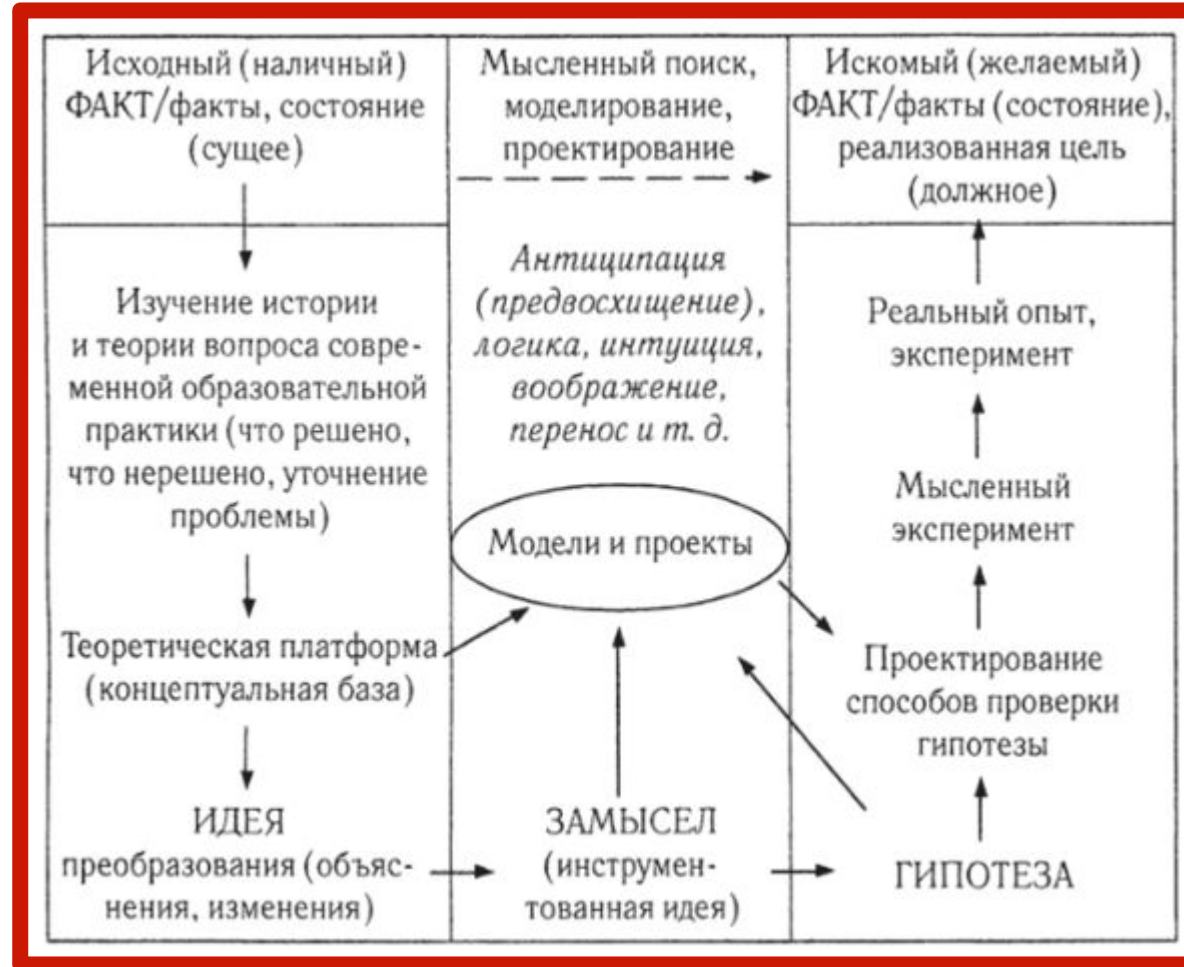 Исходный (наличный)
ФАКТ/факты, состояние
(сущее)
Мысленный поиск,
моделирование,
проектирование
Искомый (желаемый)
ФАКТ/факты (состояние),
реализованная цель
(должное)
Изучение истории
и теории вопроса совре-
менной образовательной
практики (что решено,
что нерешено, уточнение
проблемы)
Теоретическая платформа
(концептуальная база)
ИДЕЯ
преобразования (объяс-
нения, изменения)
Антиципация
(предвосхищение),
логика, интуиция,
воображение,
перенос и т. д.
Модели и проекты
ЗАМЫСЕЛ
(инструмен-
тованная идея)
Реальный опыт,
эксперимент
Мысленный
эксперимент
Проектирование
способов проверки
гипотезы
ГИПОТЕЗА